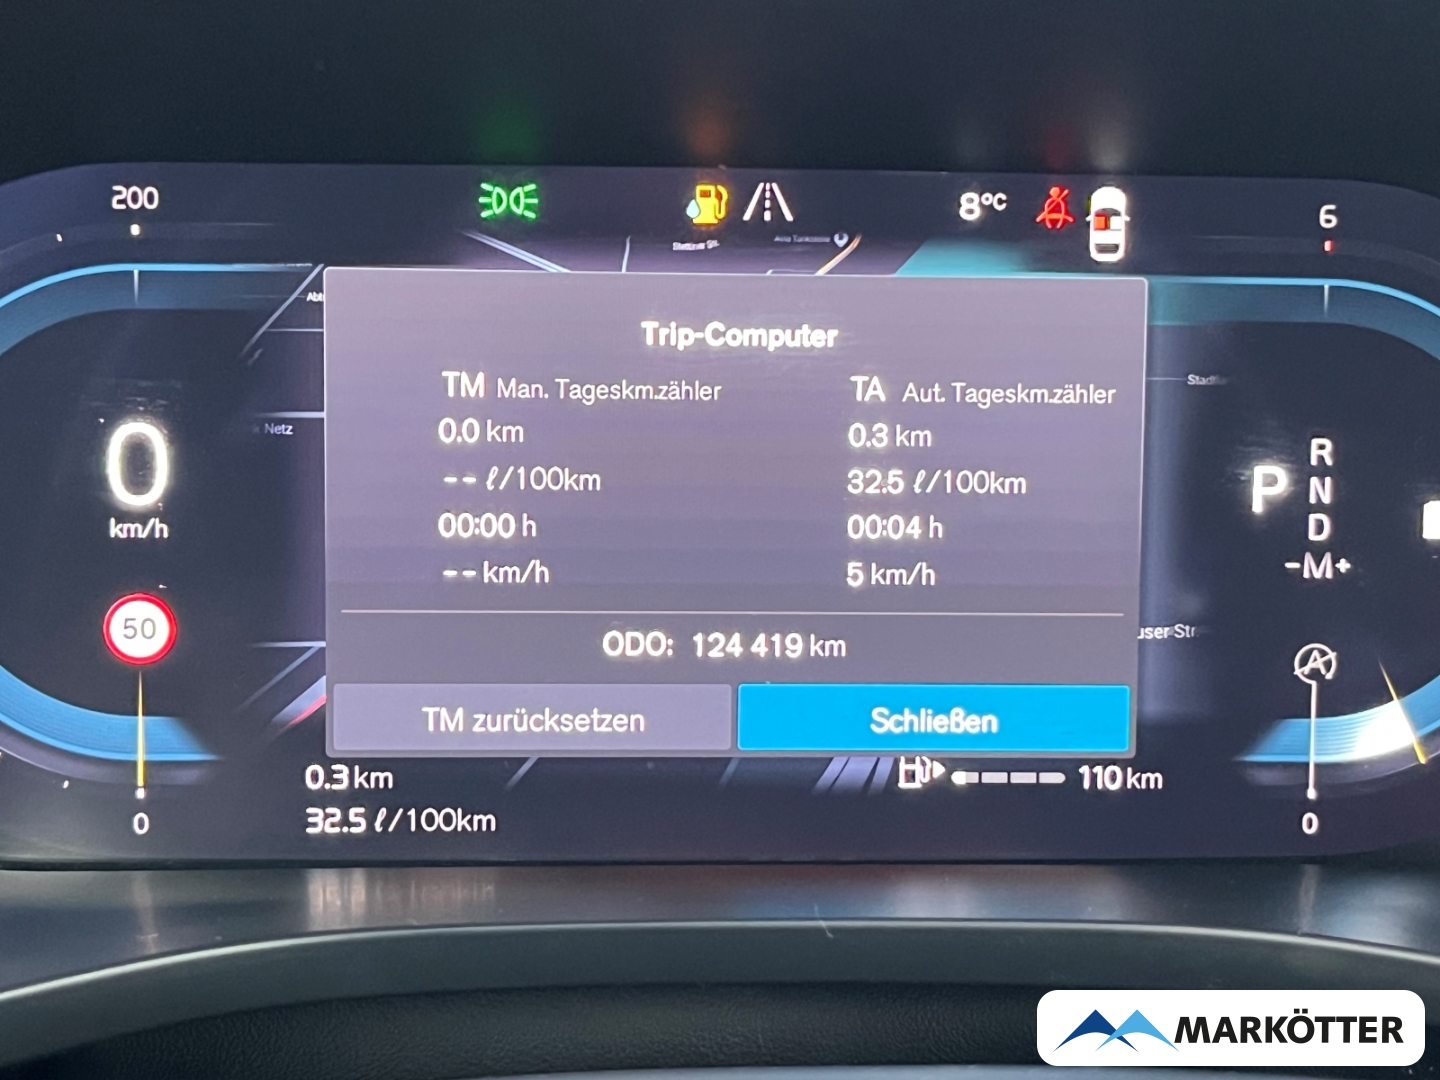 200
8°C
6
Trip-Computer
TM Man. Tageskm.zähler
0.0 km
-- ℓ/100km
00:00 h
-- km/h
TA Aut. Tageskm.zähler
0.3 km
32.5 ℓ/100km
00:04 h
5 km/h
ODO: 124 419 km
TM zurücksetzen
Schließen
Netz
0
km/h
50
0
0.3 km
32.5 ℓ/100km
110 km
P
R
N
D
-M+
user Str
A
0
MARKÖTTER